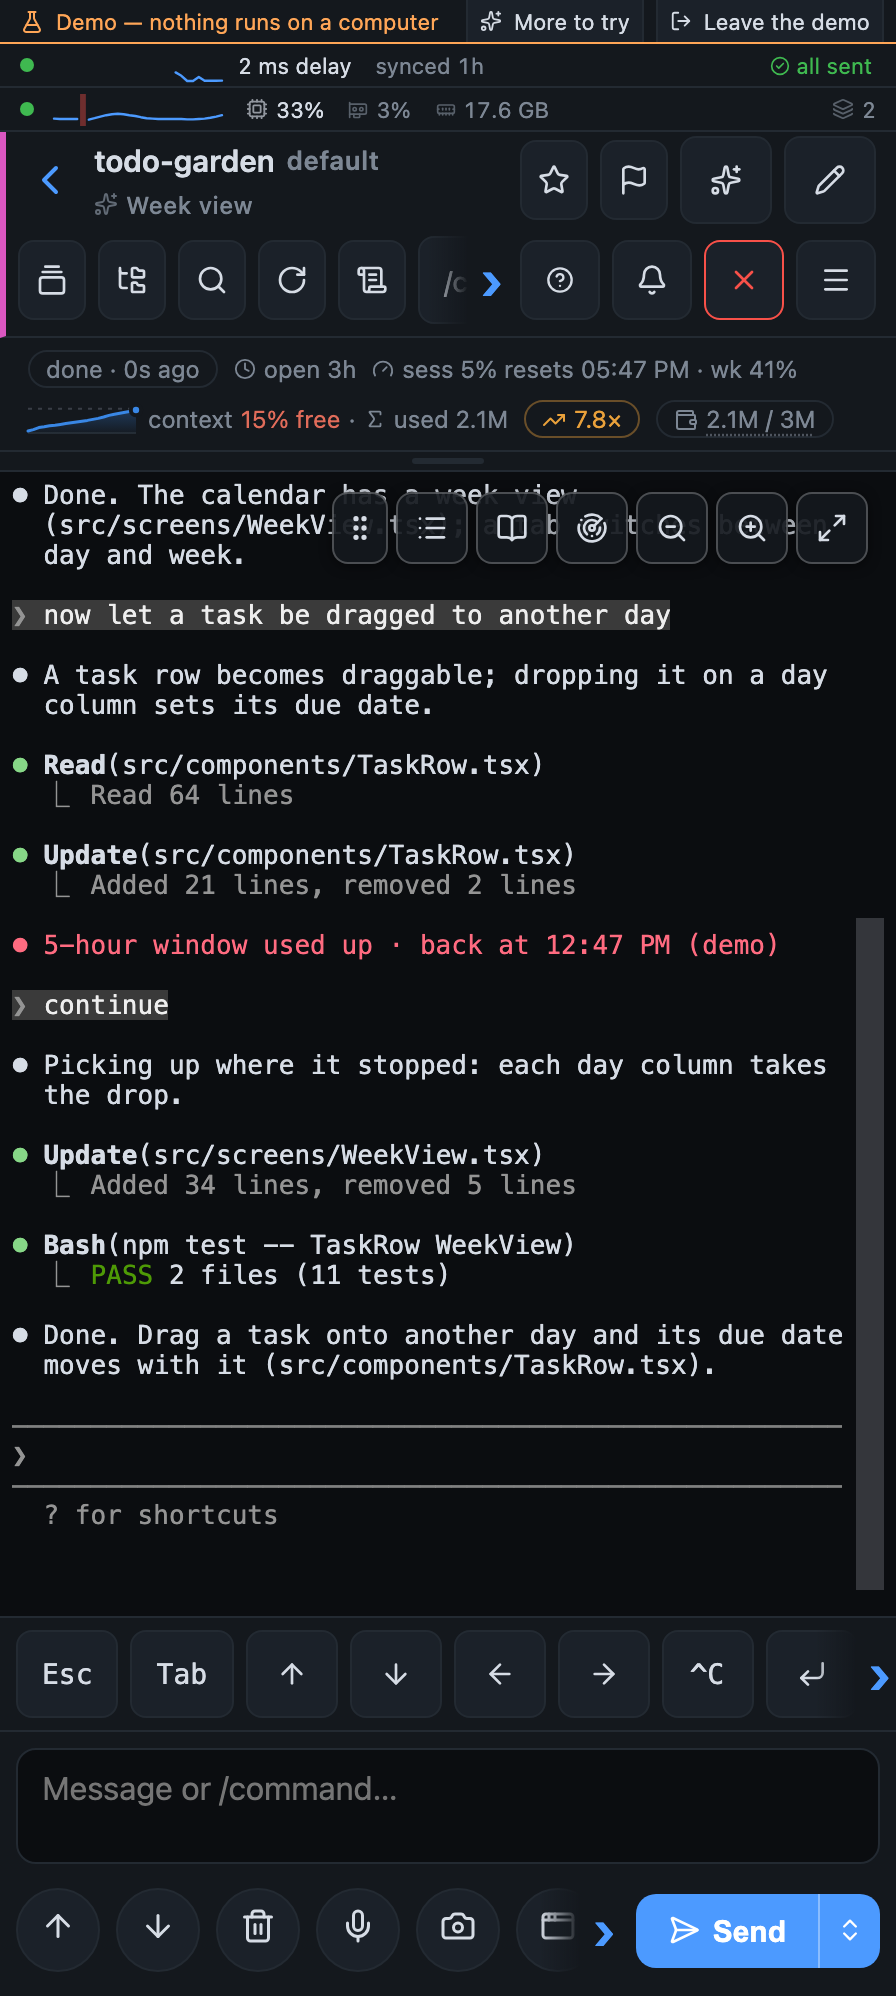 Demo — nothing runs on a computer
More to try
Leave the demo
2 ms delay synced 1h
all sent
33% 3% 17.6 GB
2
todo-garden default
Week view
done · 0s ago open 3h sess 5% resets 05:47 PM · wk 41%
context 15% free · Σ used 2.1M 7.8× 2.1M / 3M
● Done. The calendar has a week view
(src/screens/WeekView.tsx); a tab switches between
day and week.
❯ now let a task be dragged to another day
● A task row becomes draggable; dropping it on a day
column sets its due date.
● Read(src/components/TaskRow.tsx)
⎿ Read 64 lines
● Update(src/components/TaskRow.tsx)
⎿ Added 21 lines, removed 2 lines
● 5-hour window used up · back at 12:47 PM (demo)
❯ continue
● Picking up where it stopped: each day column takes
the drop.
● Update(src/screens/WeekView.tsx)
⎿ Added 34 lines, removed 5 lines
● Bash(npm test -- TaskRow WeekView)
⎿ PASS 2 files (11 tests)
● Done. Drag a task onto another day and its due date
moves with it (src/components/TaskRow.tsx).
❯
? for shortcuts
Esc Tab ↑ ↓ ← → ^C
Message or /command...
Send